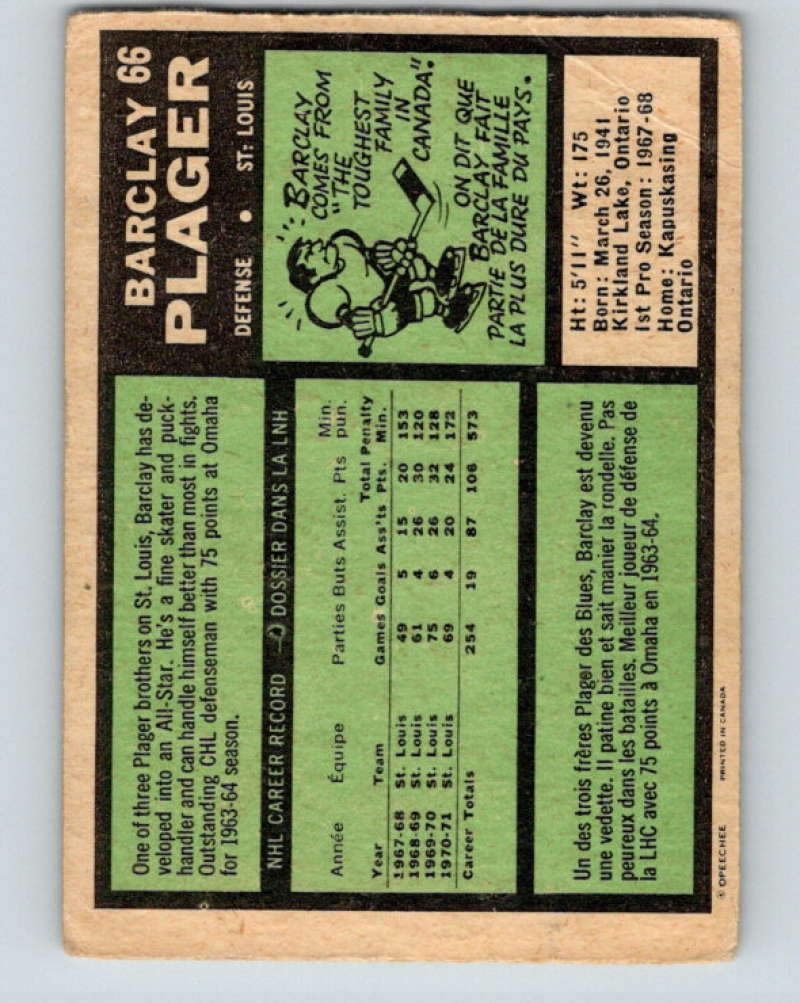 BARCLAY 66
PLAGER
DEFENSE • ST. LOUIS
One of three Plager brothers on St. Louis, Barclay has de-
veloped into an All-Star. He's a fine skater and puck-
handler and can handle himself better than most in fights.
Outstanding CHL defenseman with 75 points at Omaha
for 1963-64 season.
BARCLAY
COMES FROM
"THE
TOUGHEST
FAMILY
IN
CANADA".
ON DIT QUE
BARCLAY FAIT
PARTIE DE LA FAMILLE
LA PLUS DURE DU PAYS.
NHL CAREER RECORD DOSSIER DANS LA LNH
Année Équipe Parties Buts Assist. Pts Min. pun.
Year Team Games Goals Ass'ts Total Pts. Penalty Min.
1967-68 St. Louis 49 5 15 20 153
1968-69 St. Louis 61 4 26 30 120
1969-70 St. Louis 75 6 26 32 128
1970-71 St. Louis 69 4 20 24 172
Career Totals 254 19 87 106 573
Ht: 5'11" Wt: 175
Born: March 26, 1941
Kirkland Lake, Ontario
1st Pro Season: 1967-68
Home: Kapuskasing
Ontario
Un des trois frères Plager des Blues, Barclay est devenu
une vedette. Il patine bien et sait manier la rondelle. Pas
peureux dans les batailles. Meilleur joueur de défense de
la LHC avec 75 points à Omaha en 1963-64.
© OPEECHEE PRINTED IN CANADA